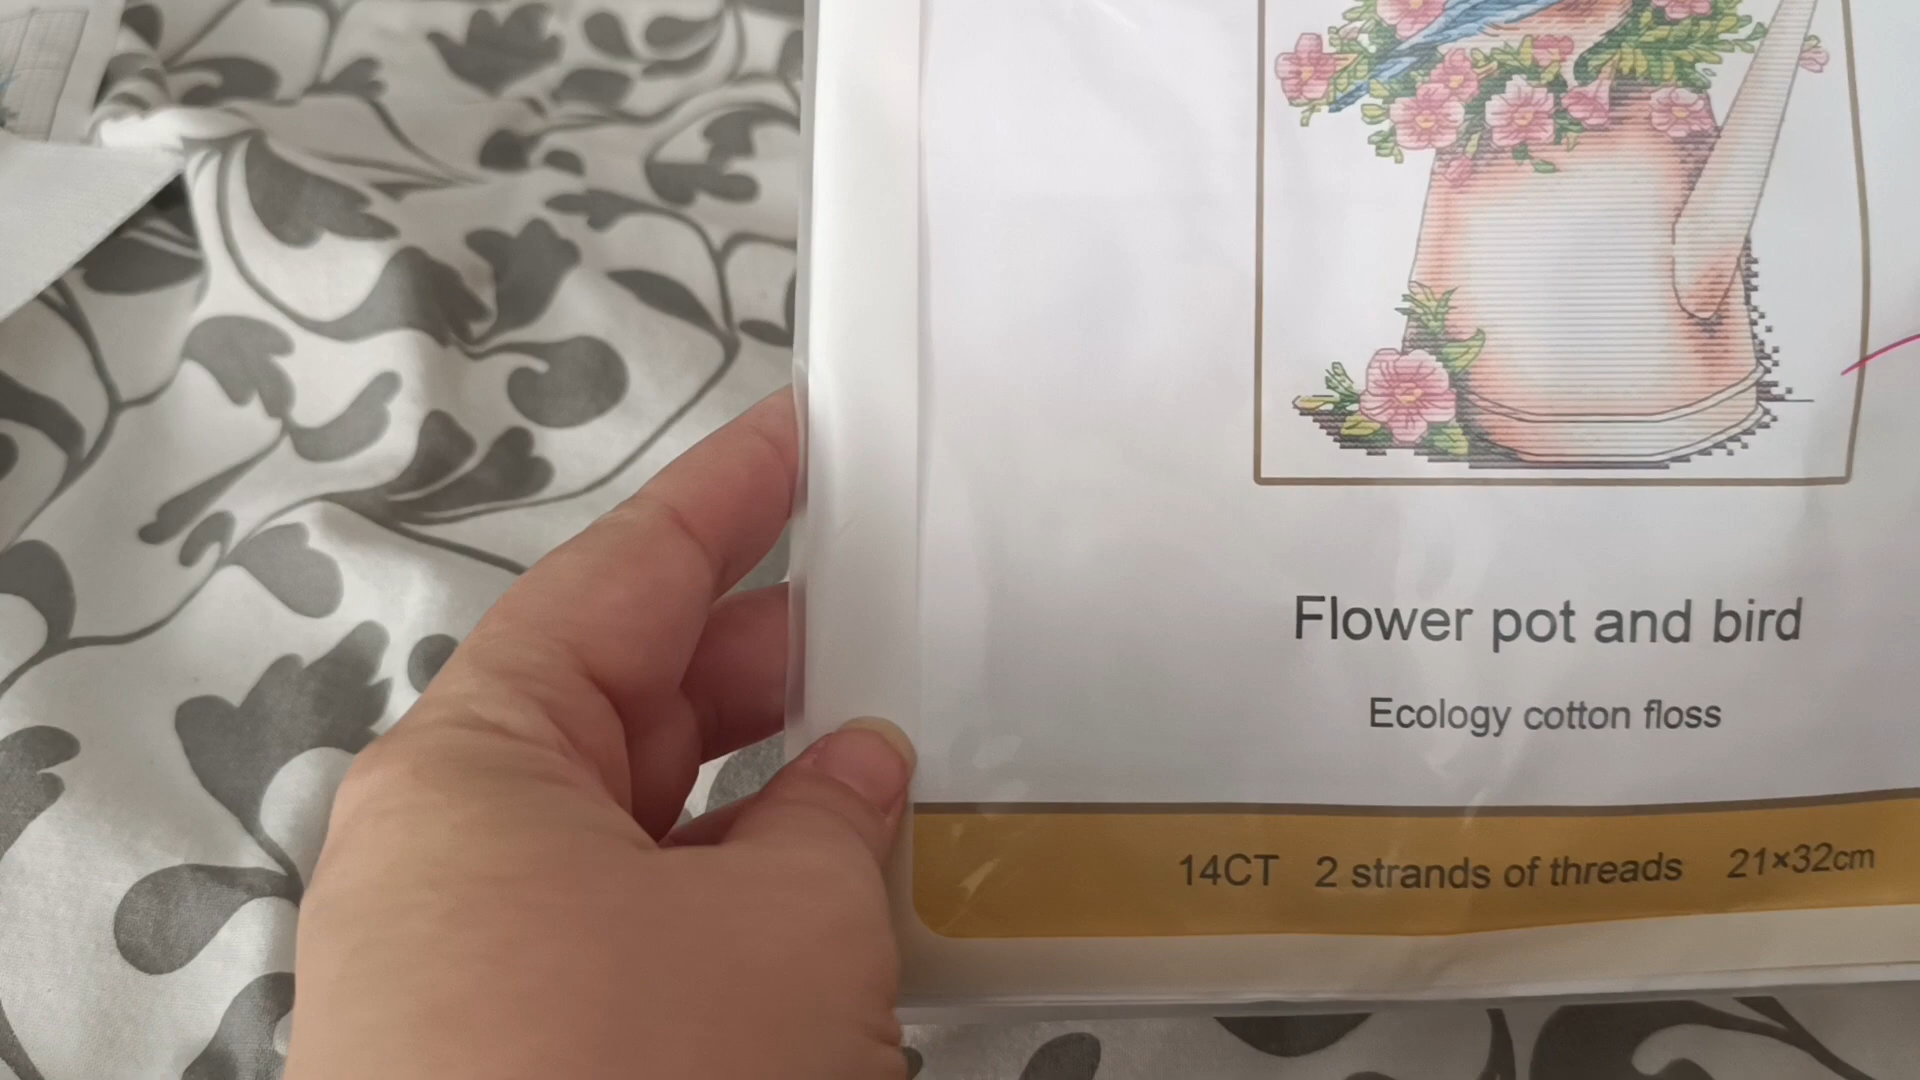 Flower pot and bird
Ecology cotton floss
14CT 2 strands of threads 21×32cm